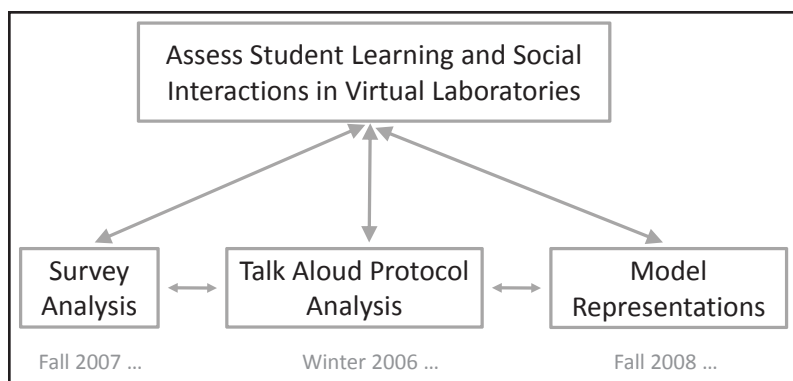 Assess Student Learning and Social
Interactions in Virtual Laboratories
Survey
Analysis
Talk Aloud Protocol
Analysis
Model
Representations
Fall 2007 ...
Winter 2006 ...
Fall 2008 ...